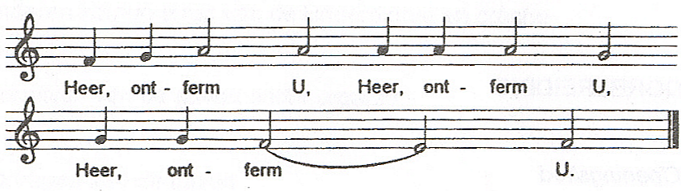 Heer, ont - ferm U, Heer, ont - ferm U,
Heer, ont - ferm U.